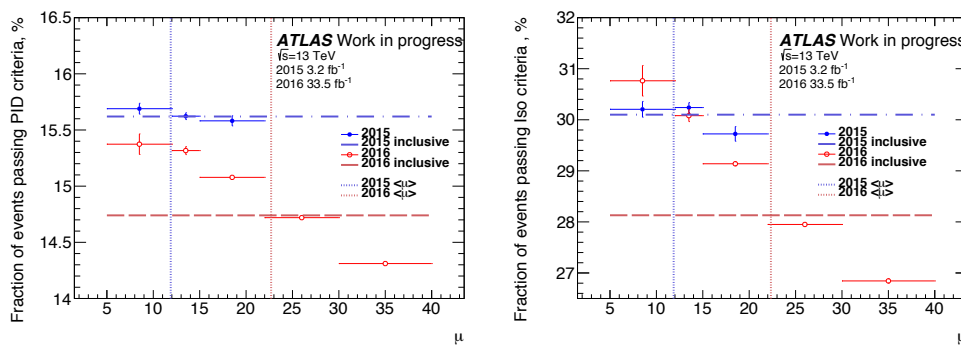 Fraction of events passing PID criteria, %
16.5
16
15.5
15
14.5
14
ATLAS Work in progress
√s=13 TeV
2015 3.2 fb⁻¹
2016 33.5 fb⁻¹
2015
2015 inclusive
2016
2016 inclusive
2015 <μ>
2016 <μ>
5 10 15 20 25 30 35 40
μ
Fraction of events passing Iso criteria, %
32
31
30
29
28
27
ATLAS Work in progress
√s=13 TeV
2015 3.2 fb⁻¹
2016 33.5 fb⁻¹
2015
2015 inclusive
2016
2016 inclusive
2015 <μ>
2016 <μ>
5 10 15 20 25 30 35 40
μ